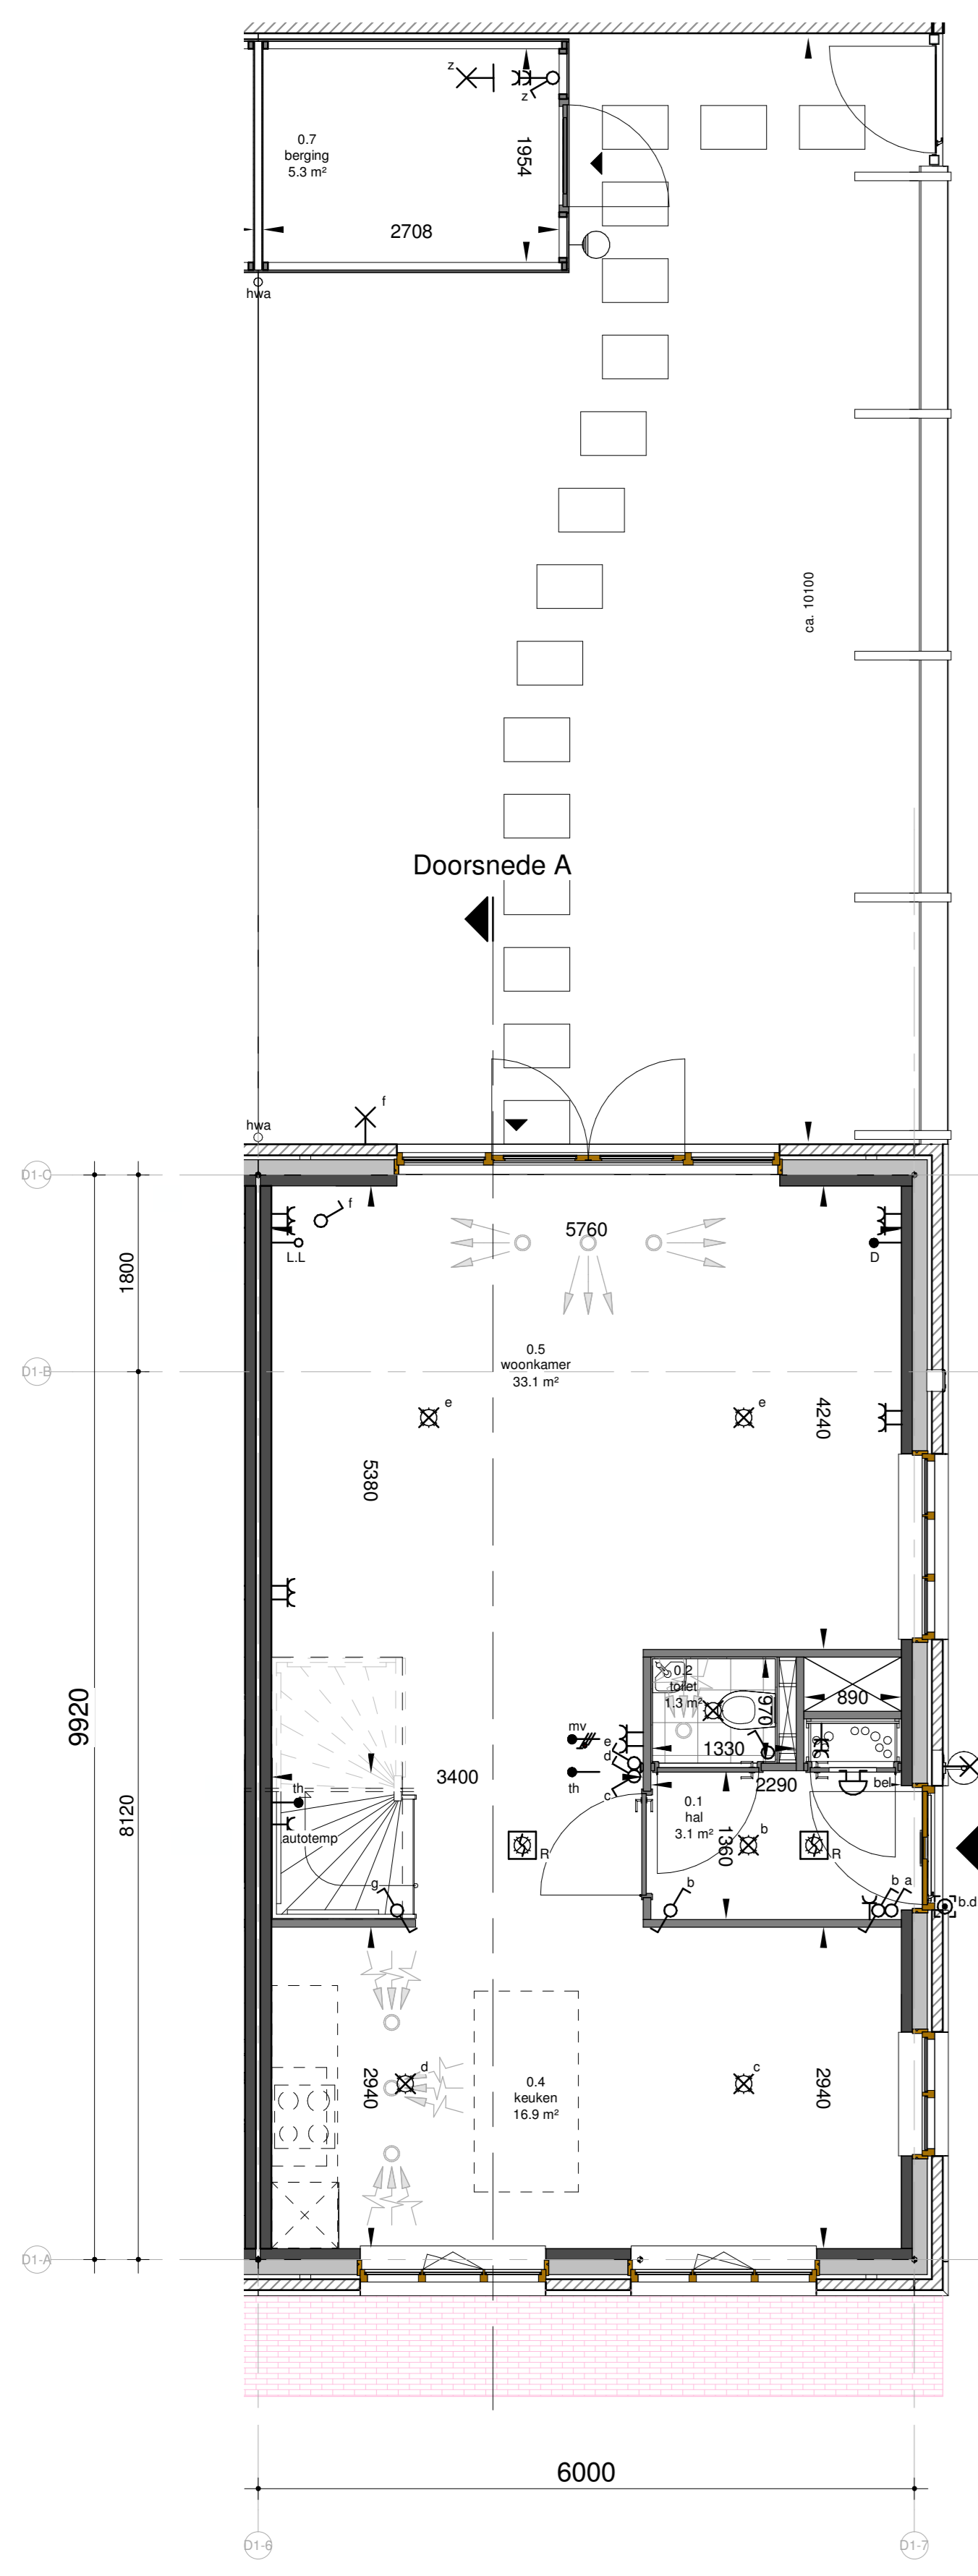 z
z
0.7
berging
5.3 m²
1954
2708
hwa
ca. 10100
Doorsnede A
hwa
f
D1-C
f
5760
L.L
D
1800
0.5
woonkamer
33.1 m²
D1-B
e
e
4240
5380
0.2
toilet
1.3 m²
970
890
9920
mv
e
d
1330
3400
th
th
c
2290
bel
8120
0.1
hal
3.1 m²
1360
b
autotemp
R
R
g
b
b a
b.d
2940
d
c
2940
0.4
keuken
16.9 m²
D1-A
6000
D1-6
D1-7